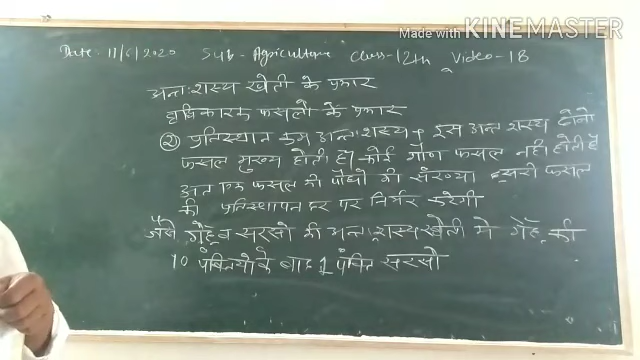 Made with KINEMASTER
Date: 11/6/2020 Sub- Agriculture Class-12th Video-18
अन्तःशस्य खेती के प्रकार
वृद्धिकारक फसलों के प्रकार
② प्रतिस्थापन क्रम अन्तःशस्य → इस अन्तः शस्य दोनो
फसल मुख्य होती है। कोई गौण फसल नही होती है
अतः एक फसल की पौधों की संख्या दूसरी फसल
की प्रतिस्थापन दर पर निर्भर करेगी
जैसे गेहूँ व सरसो की अन्तःशस्य खेती मे गेहूँ की
10 पंक्तियों के बाद 1 पंक्ति सरसो